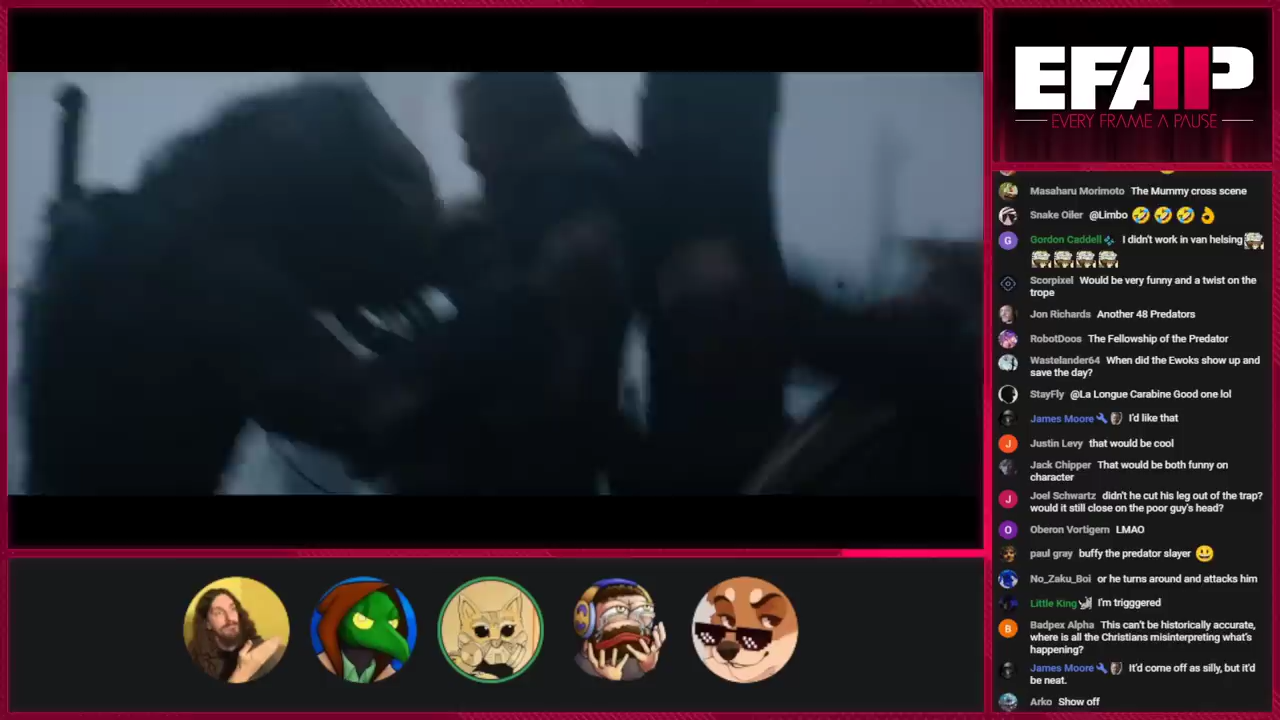 EFAP
EVERY FRAME A PAUSE
Masaharu Morimoto The Mummy cross scene
Snake Oiler @Limbo 🤣🤣🤣👌
G
Gordon Caddell I didn't work in van helsing
Scorpixel Would be very funny and a twist on the
trope
Jon Richards Another 48 Predators
RobotDoos The Fellowship of the Predator
Wastelander64 When did the Ewoks show up and
save the day?
StayFly @La Longue Carabine Good one lol
James Moore I'd like that
J
Justin Levy that would be cool
Jack Chipper That would be both funny on
character
J
Joel Schwartz didn't he cut his leg out of the trap?
would it still close on the poor guy's head?
O
Oberon Vortigern LMAO
paul gray buffy the predator slayer 😃
No_Zaku_Boi or he turns around and attacks him
Little King I'm trigggered
B
Badpex Alpha This can't be historically accurate,
where is all the Christians misinterpreting what's
happening?
James Moore It'd come off as silly, but it'd
be neat.
Arko Show off